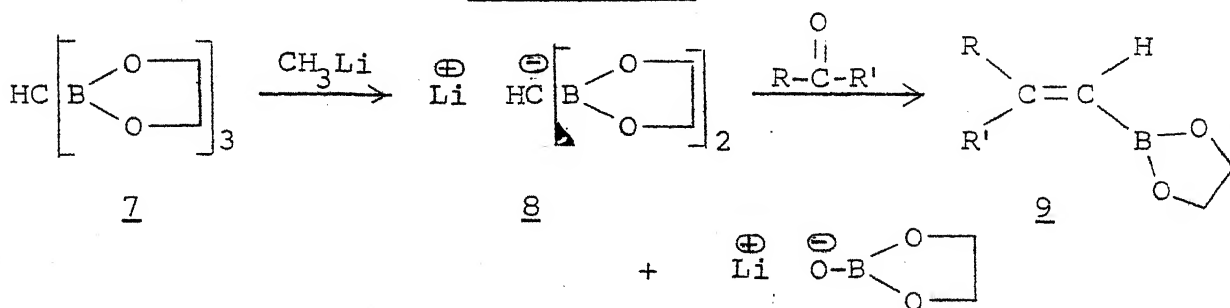 O
HC [ B O O ] 3 CH3Li ⊕ Li ⊖ HC [ B O O ] 2 R-C-R' R R' C=C H B O O
7 8 9
+ ⊕ Li ⊖ O-B O O